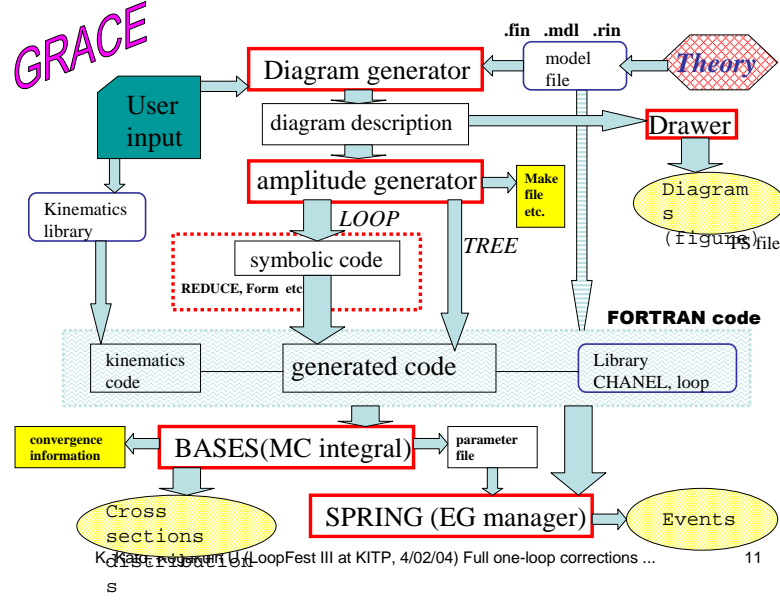 GRACE
.fin .mdl .rin
Diagram generator
model
file
Theory
User
input
diagram description
Drawer
amplitude generator
Make
file
etc.
Diagram
s
(figure)
PS file
Kinematics
library
LOOP
TREE
symbolic code
REDUCE, Form etc
FORTRAN code
kinematics
code
generated code
Library
CHANEL, loop
convergence
information
BASES(MC integral)
parameter
file
Cross
sections
distribution
s
SPRING (EG manager)
Events
K. Kato U.(LoopFest III at KITP, 4/02/04) Full one-loop corrections ...
11